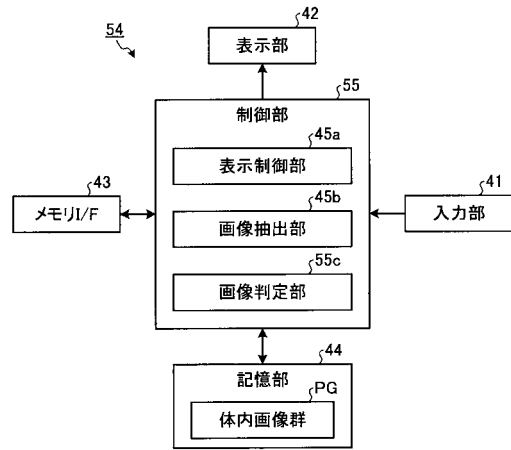 54
42
表示部
55
制御部
45a
表示制御部
43
メモリI/F
45b
画像抽出部
41
入力部
55c
画像判定部
44
記憶部
PG
体内画像群